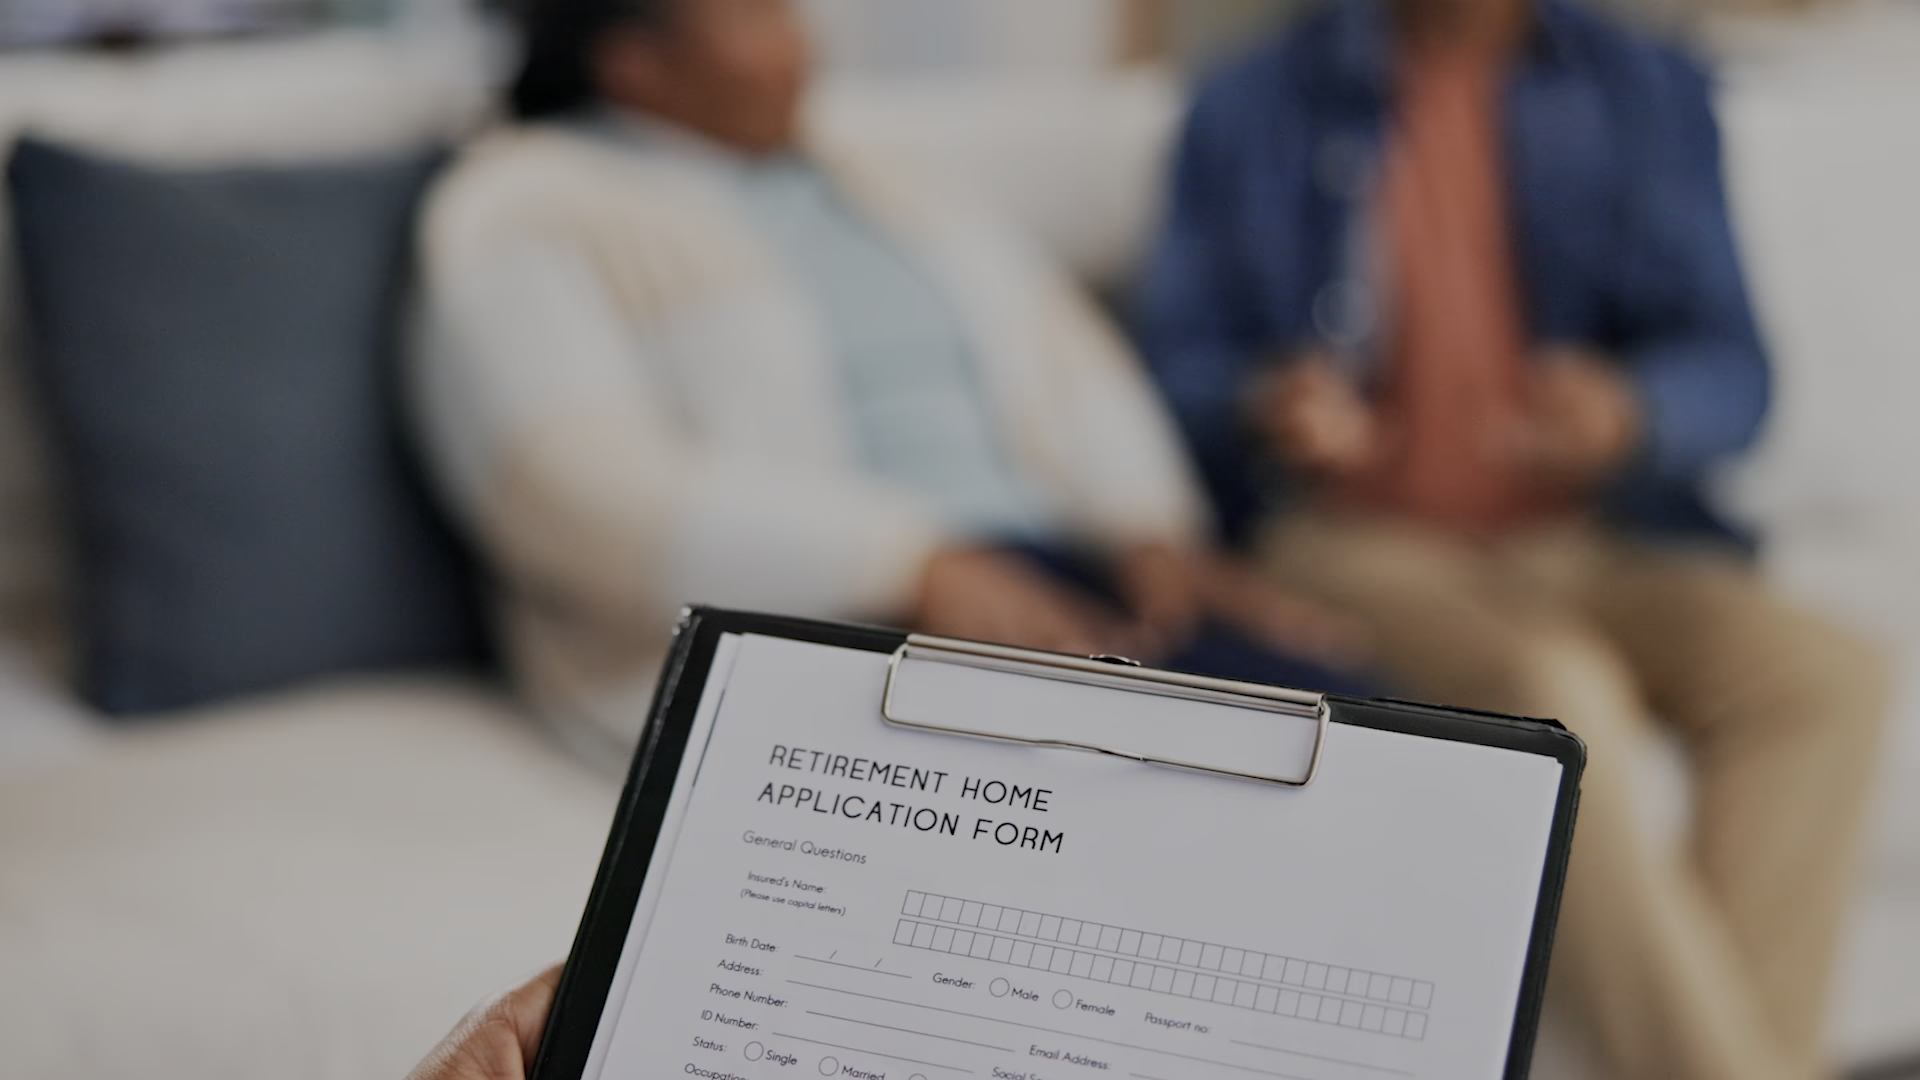 RETIREMENT HOME
APPLICATION FORM
General Questions
Insured's Name:
(Please use capital letters)
Birth Date: / / Gender: Male Female Passport no:
Address:
Phone Number: Email Address:
ID Number: Social
Status: Single Married